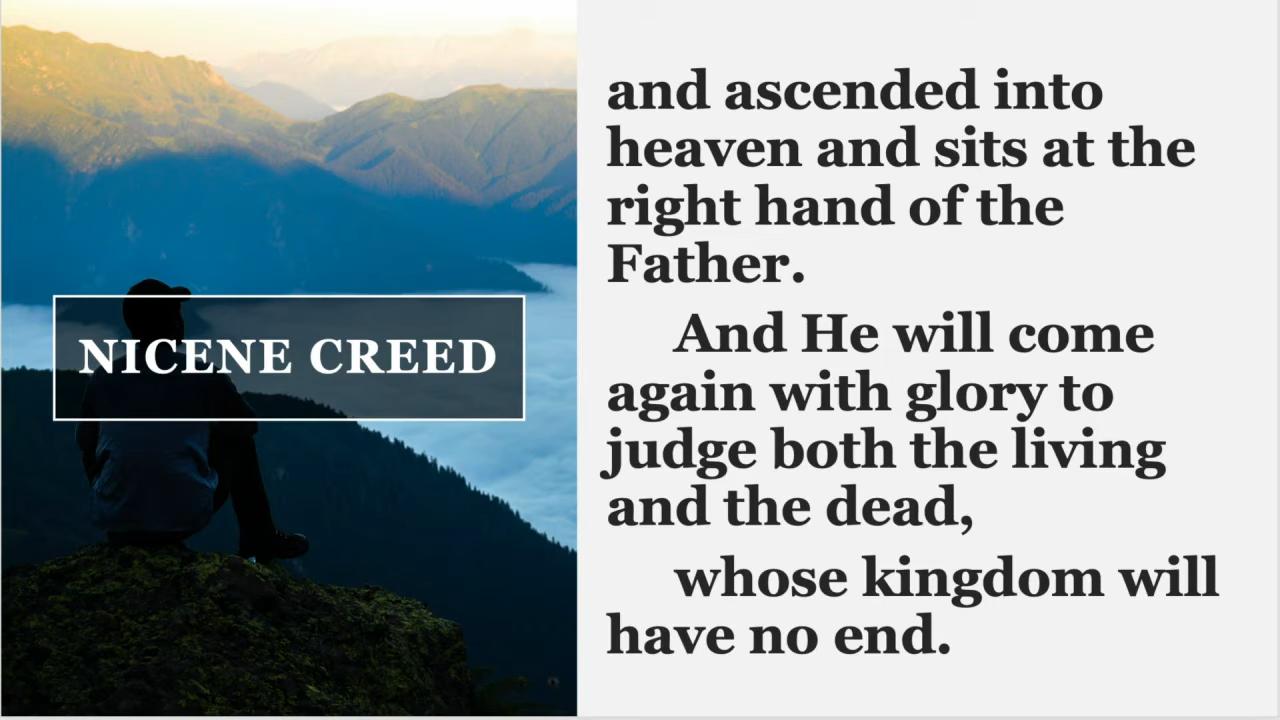 NICENE CREED
and ascended into
heaven and sits at the
right hand of the
Father.
And He will come
again with glory to
judge both the living
and the dead,
whose kingdom will
have no end.